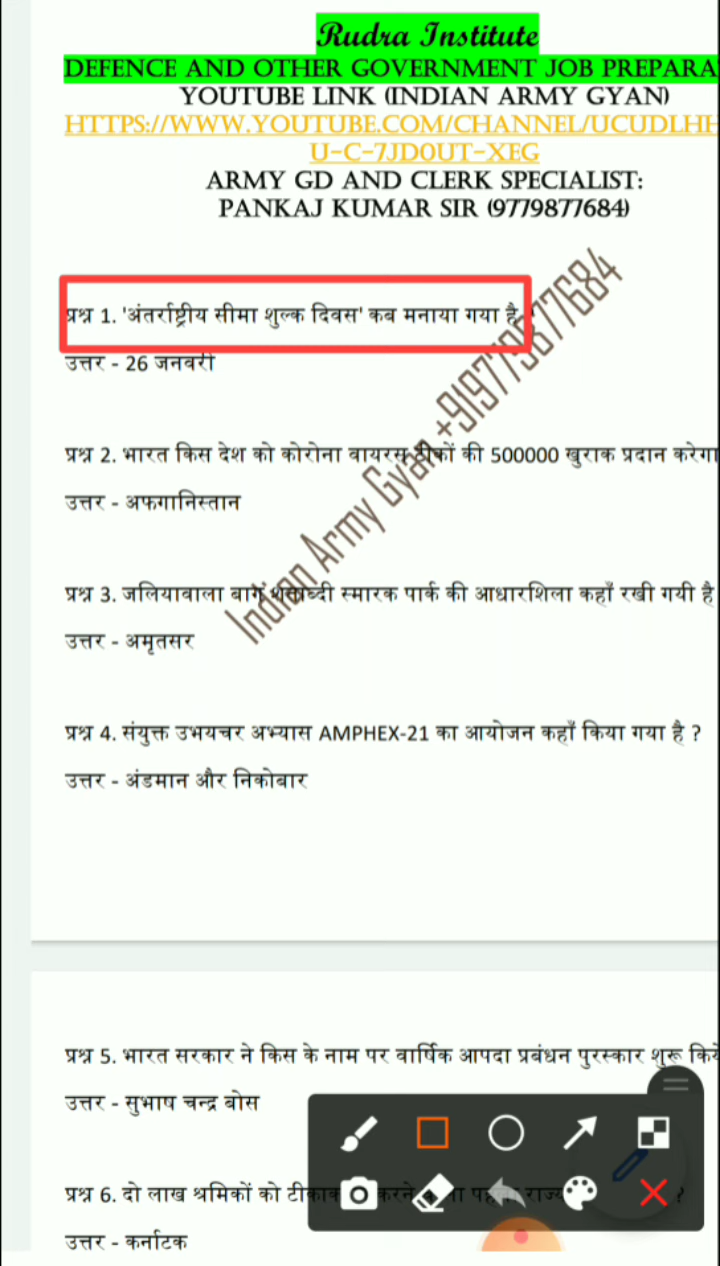 Rudra Institute
DEFENCE AND OTHER GOVERNMENT JOB PREPARA
YOUTUBE LINK (INDIAN ARMY GYAN)
HTTPS://WWW.YOUTUBE.COM/CHANNEL/UCUDLHH
U-C-7JD0UT-XEG
ARMY GD AND CLERK SPECIALIST:
PANKAJ KUMAR SIR (9779877684)
Indian Army Gyan +919779877684
प्रश्न 1. 'अंतर्राष्ट्रीय सीमा शुल्क दिवस' कब मनाया गया है
उत्तर - 26 जनवरी
प्रश्न 2. भारत किस देश को कोरोना वायरस टीकों की 500000 खुराक प्रदान करेगा
उत्तर - अफगानिस्तान
प्रश्न 3. जलियावाला बाग शताब्दी स्मारक पार्क की आधारशिला कहाँ रखी गयी है
उत्तर - अमृतसर
प्रश्न 4. संयुक्त उभयचर अभ्यास AMPHEX-21 का आयोजन कहाँ किया गया है ?
उत्तर - अंडमान और निकोबार
प्रश्न 5. भारत सरकार ने किस के नाम पर वार्षिक आपदा प्रबंधन पुरस्कार शुरू किये
उत्तर - सुभाष चन्द्र बोस
प्रश्न 6. दो लाख श्रमिकों को टीकाक करने पहला राज्य ?
उत्तर - कर्नाटक